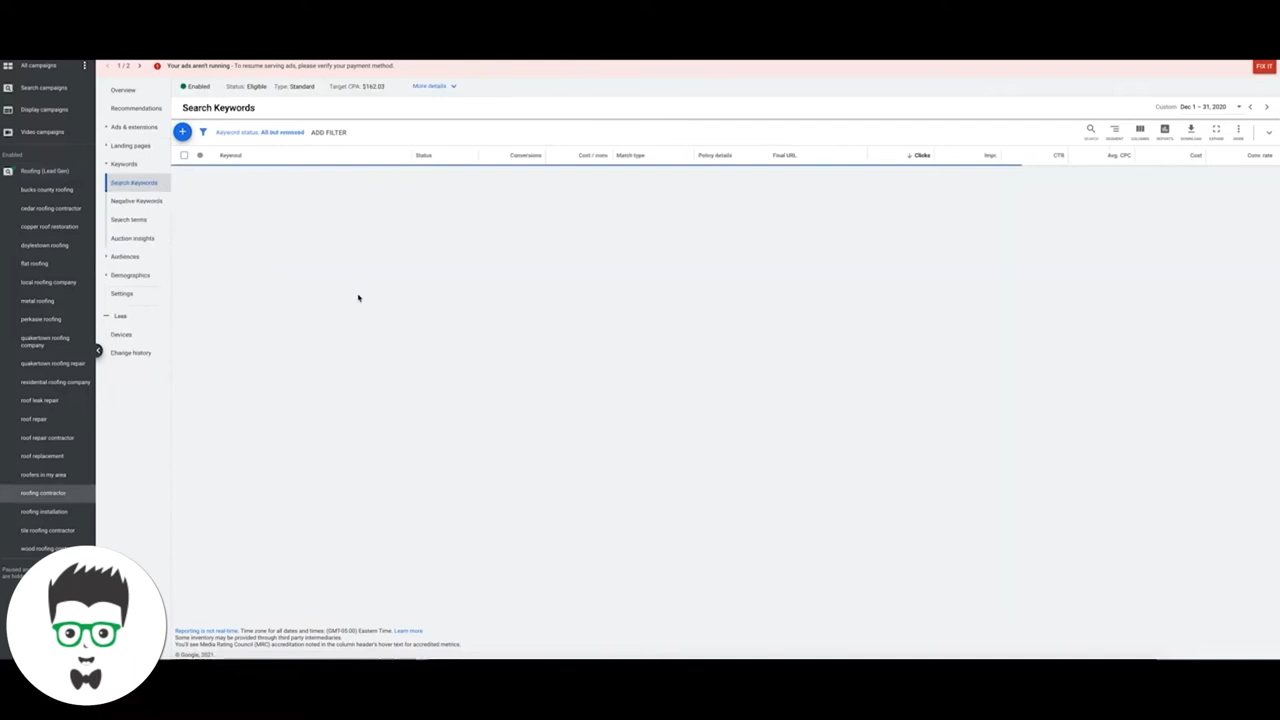 All campaigns
Search campaigns
Display campaigns
Video campaigns
Enabled
Roofing (Lead Gen)
bucks county roofing
cedar roofing contractor
copper roof restoration
doylestown roofing
flat roofing
local roofing company
metal roofing
perkasie roofing
quakertown roofing
company
quakertown roofing repair
residential roofing company
roof leak repair
roof repair
roof repair contractor
roof replacement
roofers in my area
roofing contractor
roofing installation
tile roofing contractor
wood roofing
1 / 2
Your ads aren't running - To resume serving ads, please verify your payment method.
FIX IT
Overview
Recommendations
Ads & extensions
Landing pages
Keywords
Search Keywords
Negative Keywords
Search terms
Auction insights
Audiences
Demographics
Settings
Less
Devices
Change history
Enabled Status: Eligible Type: Standard Target CPA: $162.03 More details
Search Keywords
Custom Dec 1 – 31, 2020
Keyword status: All but removed ADD FILTER
SEARCH SEGMENT COLUMNS REPORTS DOWNLOAD EXPAND MORE
Keyword Status Conversions Cost / conv. Match type Policy details Final URL Clicks Impr. CTR Avg. CPC Cost Conv. rate
Reporting is not real-time. Time zone for all dates and times: (GMT-05:00) Eastern Time. Learn more
Some inventory may be provided through third party intermediaries.
You'll see Media Rating Council (MRC) accreditation noted in the column header's hover text for accredited metrics.
© Google, 2021.